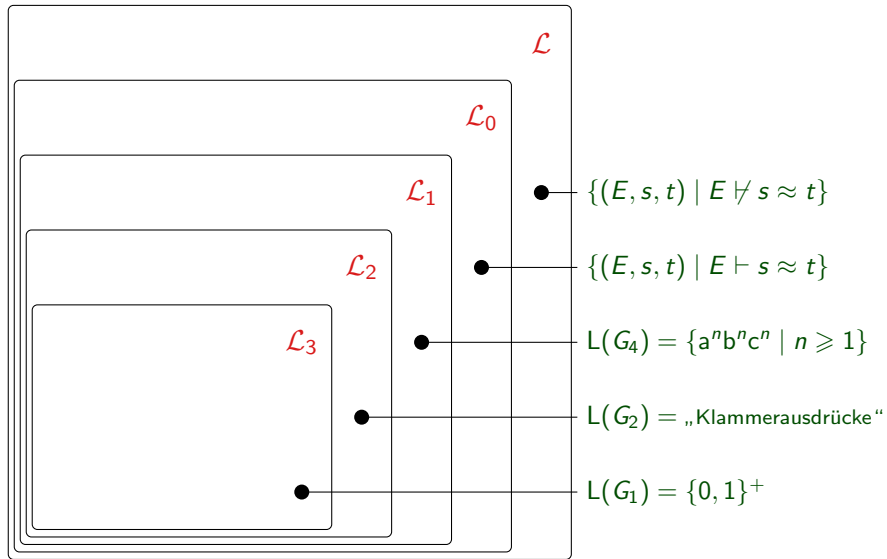 ℒ
ℒ₀
ℒ₁
{(E, s, t) | E ⊬ s ≈ t}
ℒ₂
{(E, s, t) | E ⊢ s ≈ t}
ℒ₃
L(G₄) = {aⁿbⁿcⁿ | n ⩾ 1}
L(G₂) = „Klammerausdrücke“
L(G₁) = {0, 1}⁺